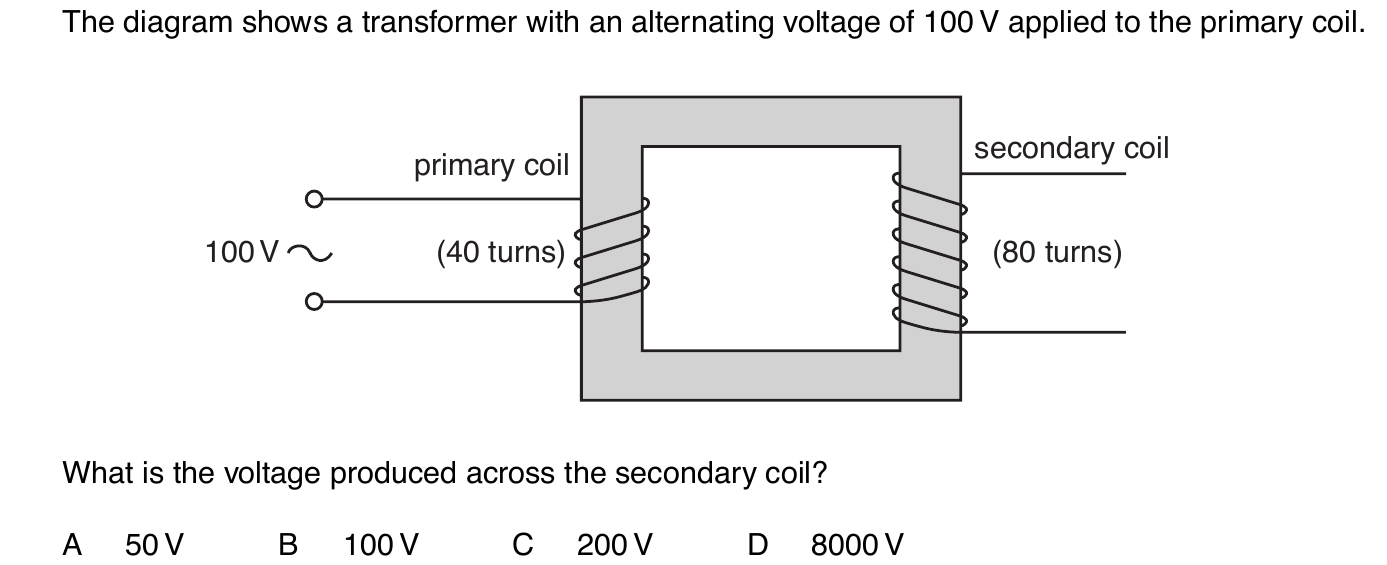 The diagram shows a transformer with an alternating voltage of 100 V applied to the primary coil.
primary coil
secondary coil
100 V
(40 turns)
(80 turns)
What is the voltage produced across the secondary coil?
A 50 V B 100 V C 200 V D 8000 V